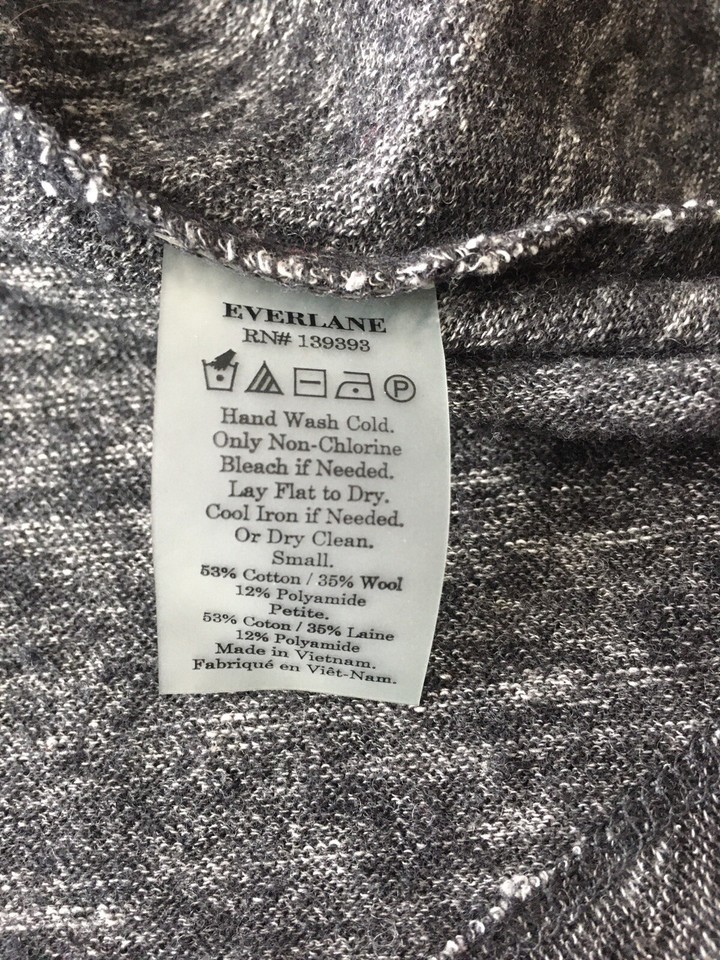 EVERLANE
RN# 139393
P
Hand Wash Cold.
Only Non-Chlorine
Bleach if Needed.
Lay Flat to Dry.
Cool Iron if Needed.
Or Dry Clean.
Small.
53% Cotton / 35% Wool
12% Polyamide
Petite.
53% Coton / 35% Laine
12% Polyamide
Made in Vietnam.
Fabriqué en Viêt-Nam.